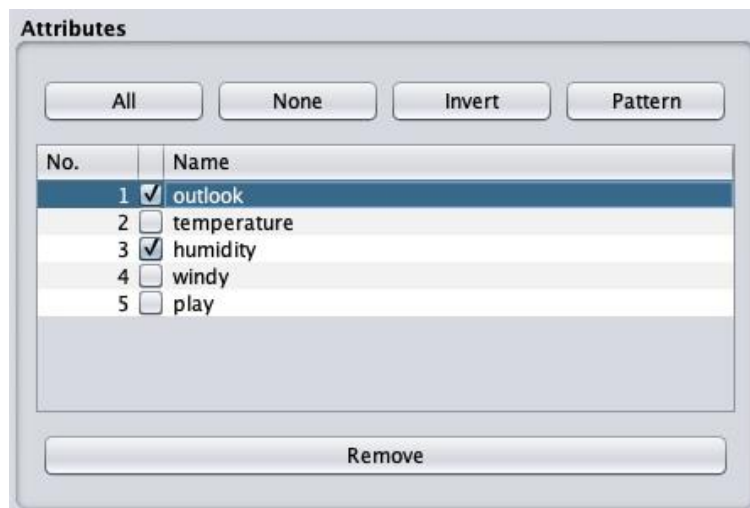 Attributes
All None Invert Pattern
No. Name
1 outlook
2 temperature
3 humidity
4 windy
5 play
Remove